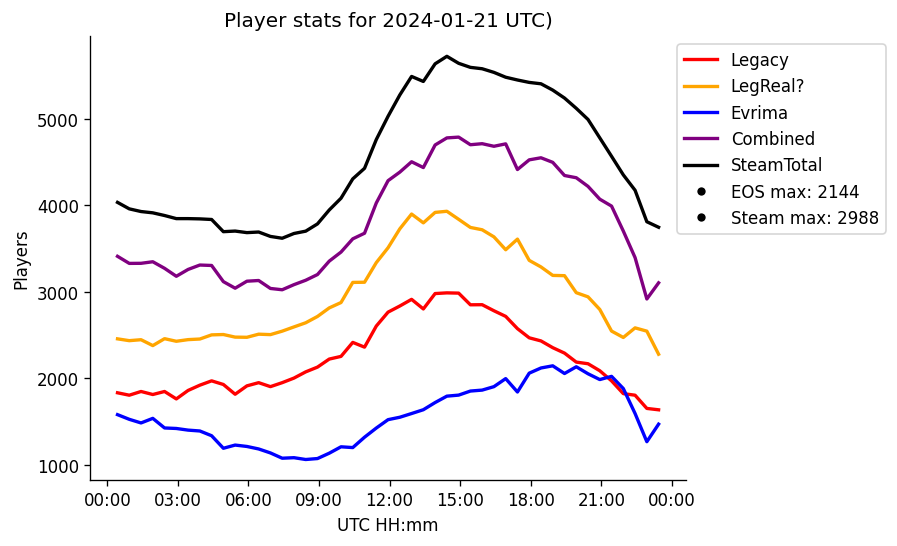 Player stats for 2024-01-21 UTC)
Legacy
LegReal?
Evrima
Combined
SteamTotal
EOS max: 2144
Steam max: 2988
Players
5000
4000
3000
2000
1000
00:00 03:00 06:00 09:00 12:00 15:00 18:00 21:00 00:00
UTC HH:mm